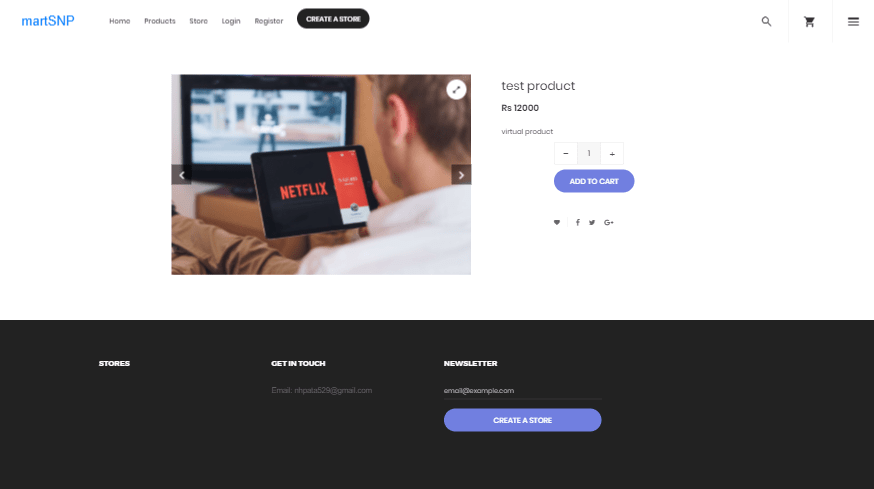 martSNP
Home Products Store Login Register CREATE A STORE
test product
Rs 12000
virtual product
NETFLIX
- 1 +
ADD TO CART
G+
STORES GET IN TOUCH NEWSLETTER
Email: nhpata529@gmail.com email@example.com
CREATE A STORE